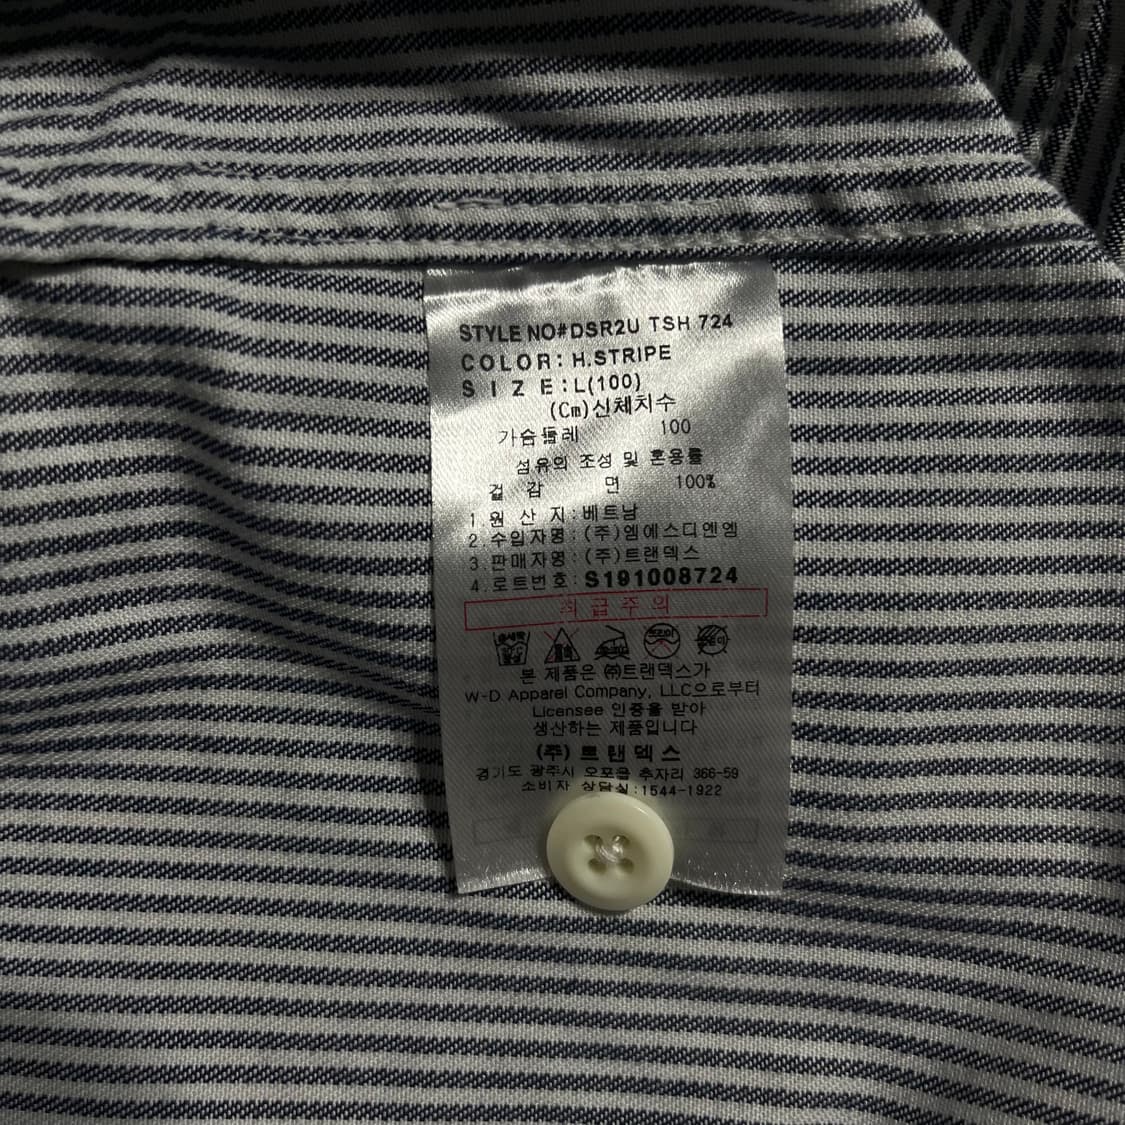 STYLE NO#DSR2U TSH 724
COLOR: H.STRIPE
SIZE:L(100)
(Cm)신체치수
가슴둘레 100
섬유의 조성 및 혼용률
겉감 면 100%
1 원 산 지:베트남
2.수입자명:(주)엠에스디엔엠
3.판매자명:(주)트랜덱스
4.로트번호:S191008724
취급주의
본 제품은 ㈜트랜덱스가
W-D Apparel Company, LLC으로부터
Licensee 인증을 받아
생산하는 제품입니다
(주)트랜덱스
경기도 광주시 오포읍 추자리 366-59
소비자 상담실:1544-1922